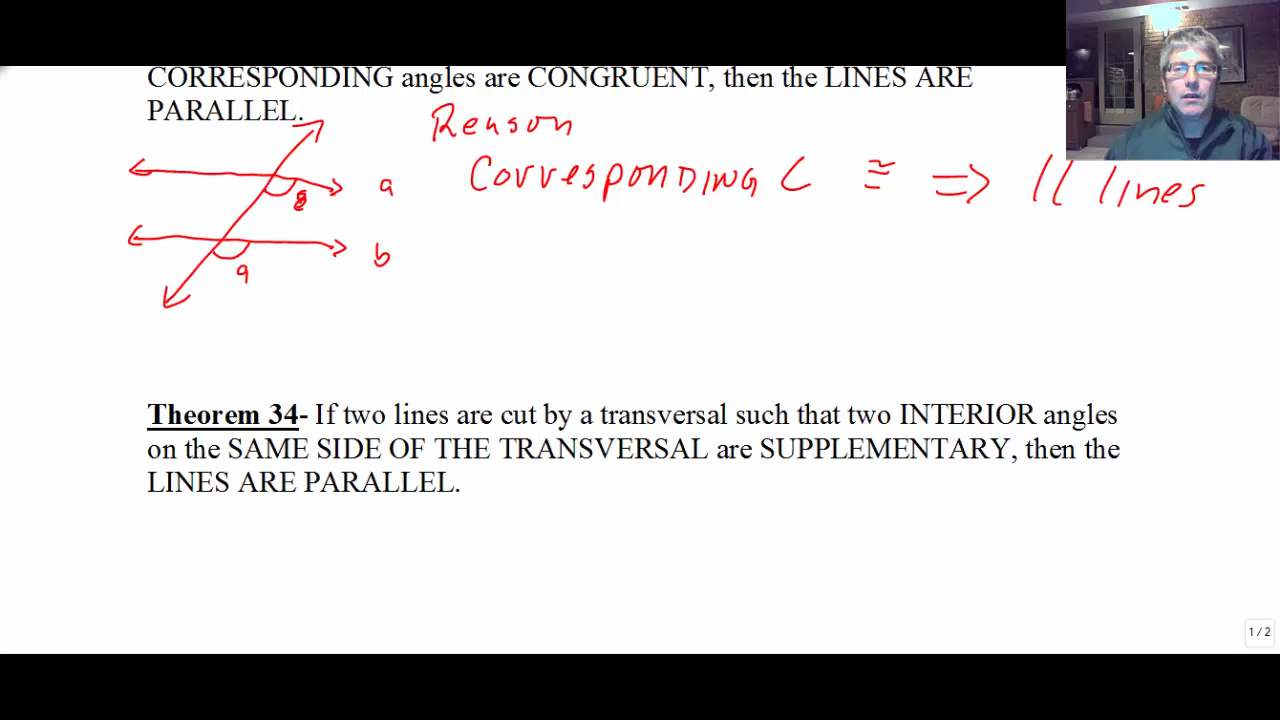 CORRESPONDING angles are CONGRUENT, then the LINES ARE
PARALLEL.
Reason
Corresponding ∠ ≅ ⇒ || lines
a
b
9
Theorem 34- If two lines are cut by a transversal such that two INTERIOR angles
on the SAME SIDE OF THE TRANSVERSAL are SUPPLEMENTARY, then the
LINES ARE PARALLEL.
1 / 2